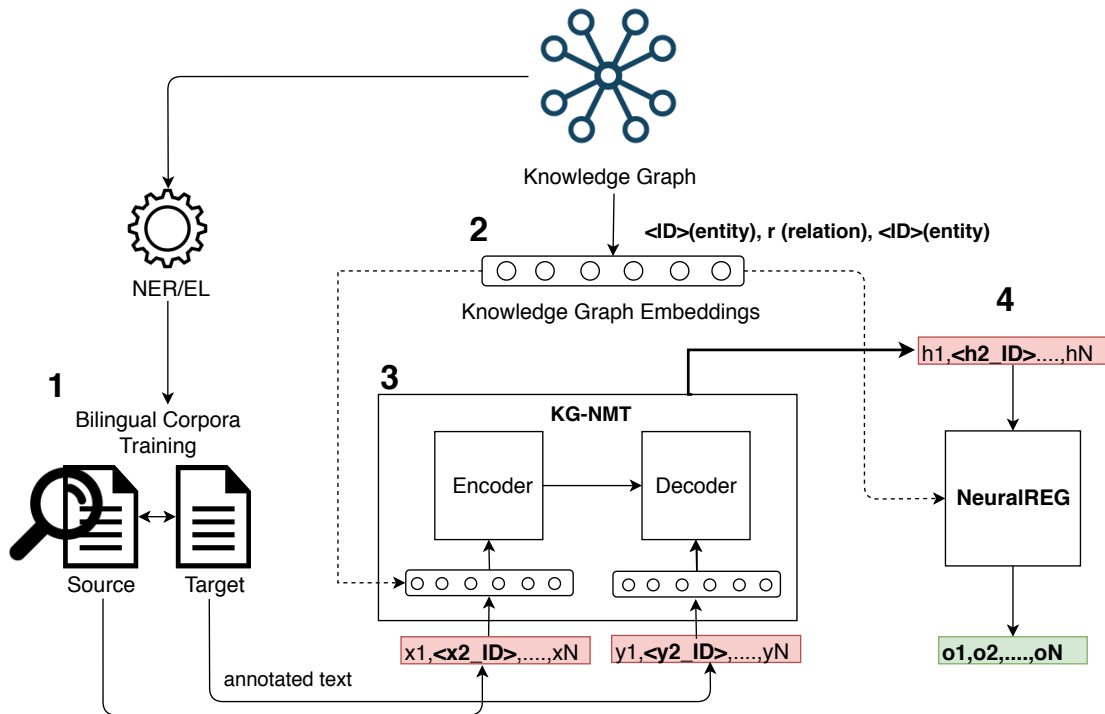 Knowledge Graph
2
<ID>(entity), r (relation), <ID>(entity)
NER/EL
Knowledge Graph Embeddings
4
h1,<h2_ID>....,hN
1
Bilingual Corpora
Training
3
KG-NMT
Encoder
Decoder
NeuralREG
Source
Target
x1,<x2_ID>,....,xN
y1,<y2_ID>,....,yN
o1,o2,....,oN
annotated text